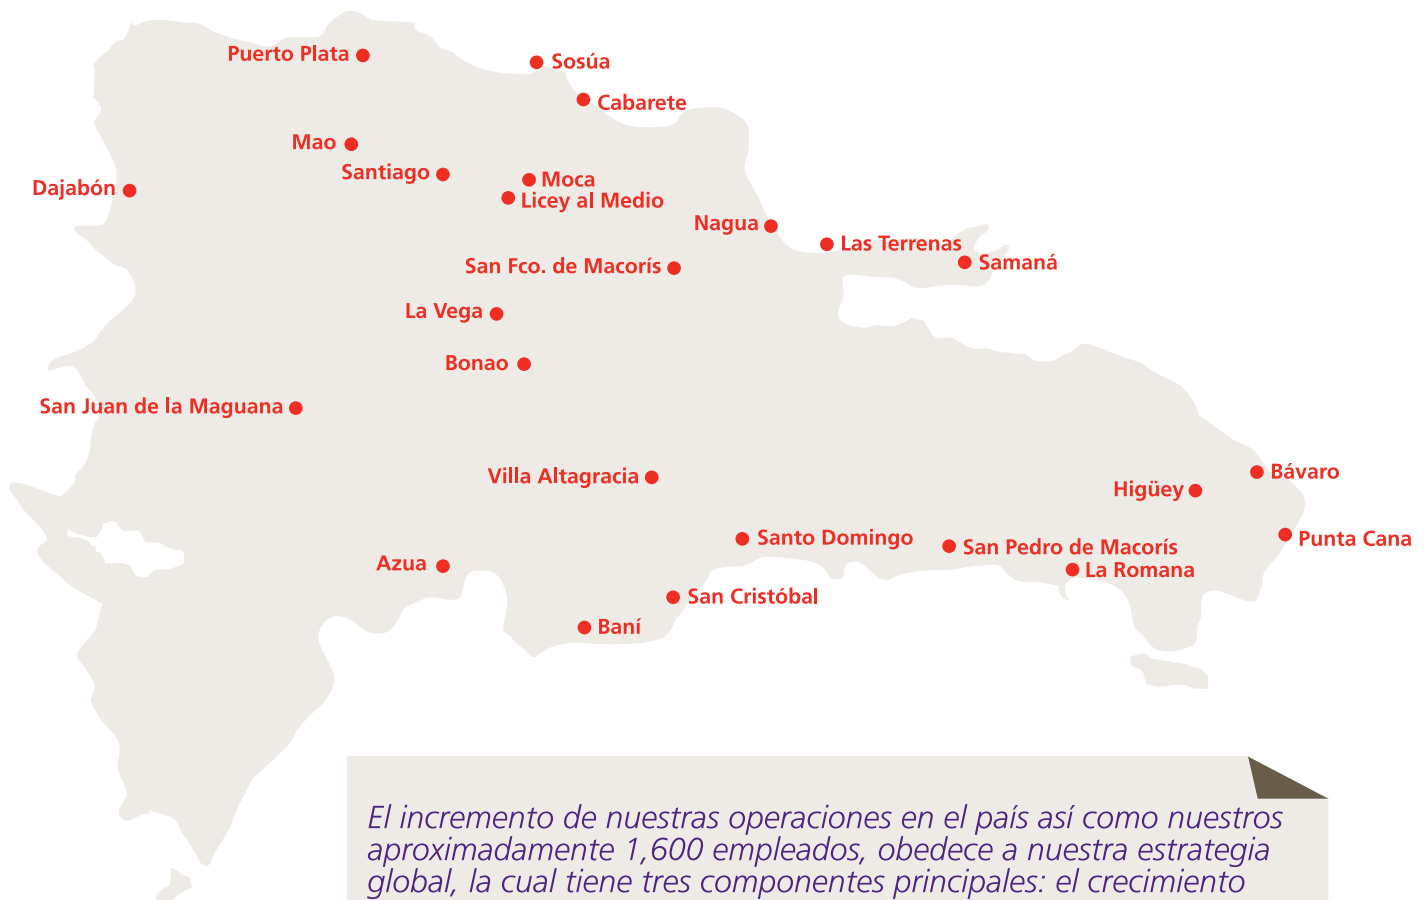 Puerto Plata
Sosúa
Cabarete
Mao
Santiago
Moca
Dajabón
Licey al Medio
Nagua
Las Terrenas
San Fco. de Macorís
Samaná
La Vega
Bonao
San Juan de la Maguana
Villa Altagracia
Bávaro
Higüey
Santo Domingo
Punta Cana
San Pedro de Macorís
Azua
La Romana
San Cristóbal
Baní
El incremento de nuestras operaciones en el país así como nuestros
aproximadamente 1,600 empleados, obedece a nuestra estrategia
global, la cual tiene tres componentes principales: el crecimiento